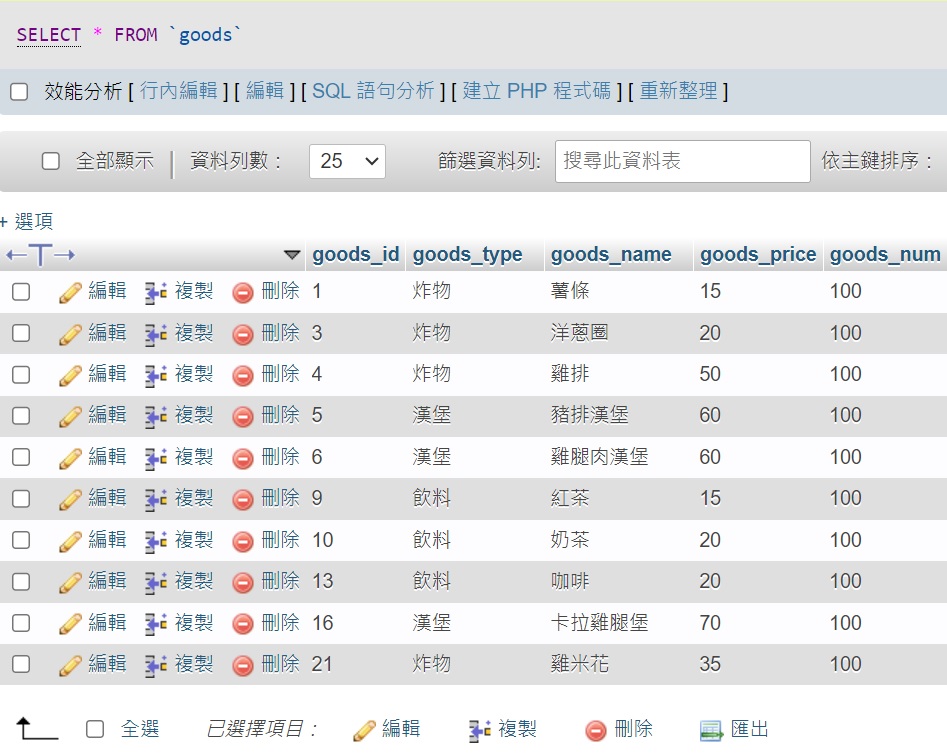 SELECT * FROM `goods`
效能分析 [ 行內編輯 ] [ 編輯 ] [ SQL 語句分析 ] [ 建立 PHP 程式碼 ] [ 重新整理 ]
全部顯示 | 資料列數： 25 篩選資料列: 搜尋此資料表 依主鍵排序：
+ 選項
←T→ goods_id goods_type goods_name goods_price goods_num
編輯 複製 刪除 1 炸物 薯條 15 100
編輯 複製 刪除 3 炸物 洋蔥圈 20 100
編輯 複製 刪除 4 炸物 雞排 50 100
編輯 複製 刪除 5 漢堡 豬排漢堡 60 100
編輯 複製 刪除 6 漢堡 雞腿肉漢堡 60 100
編輯 複製 刪除 9 飲料 紅茶 15 100
編輯 複製 刪除 10 飲料 奶茶 20 100
編輯 複製 刪除 13 飲料 咖啡 20 100
編輯 複製 刪除 16 漢堡 卡拉雞腿堡 70 100
編輯 複製 刪除 21 炸物 雞米花 35 100
全選 已選擇項目： 編輯 複製 刪除 匯出